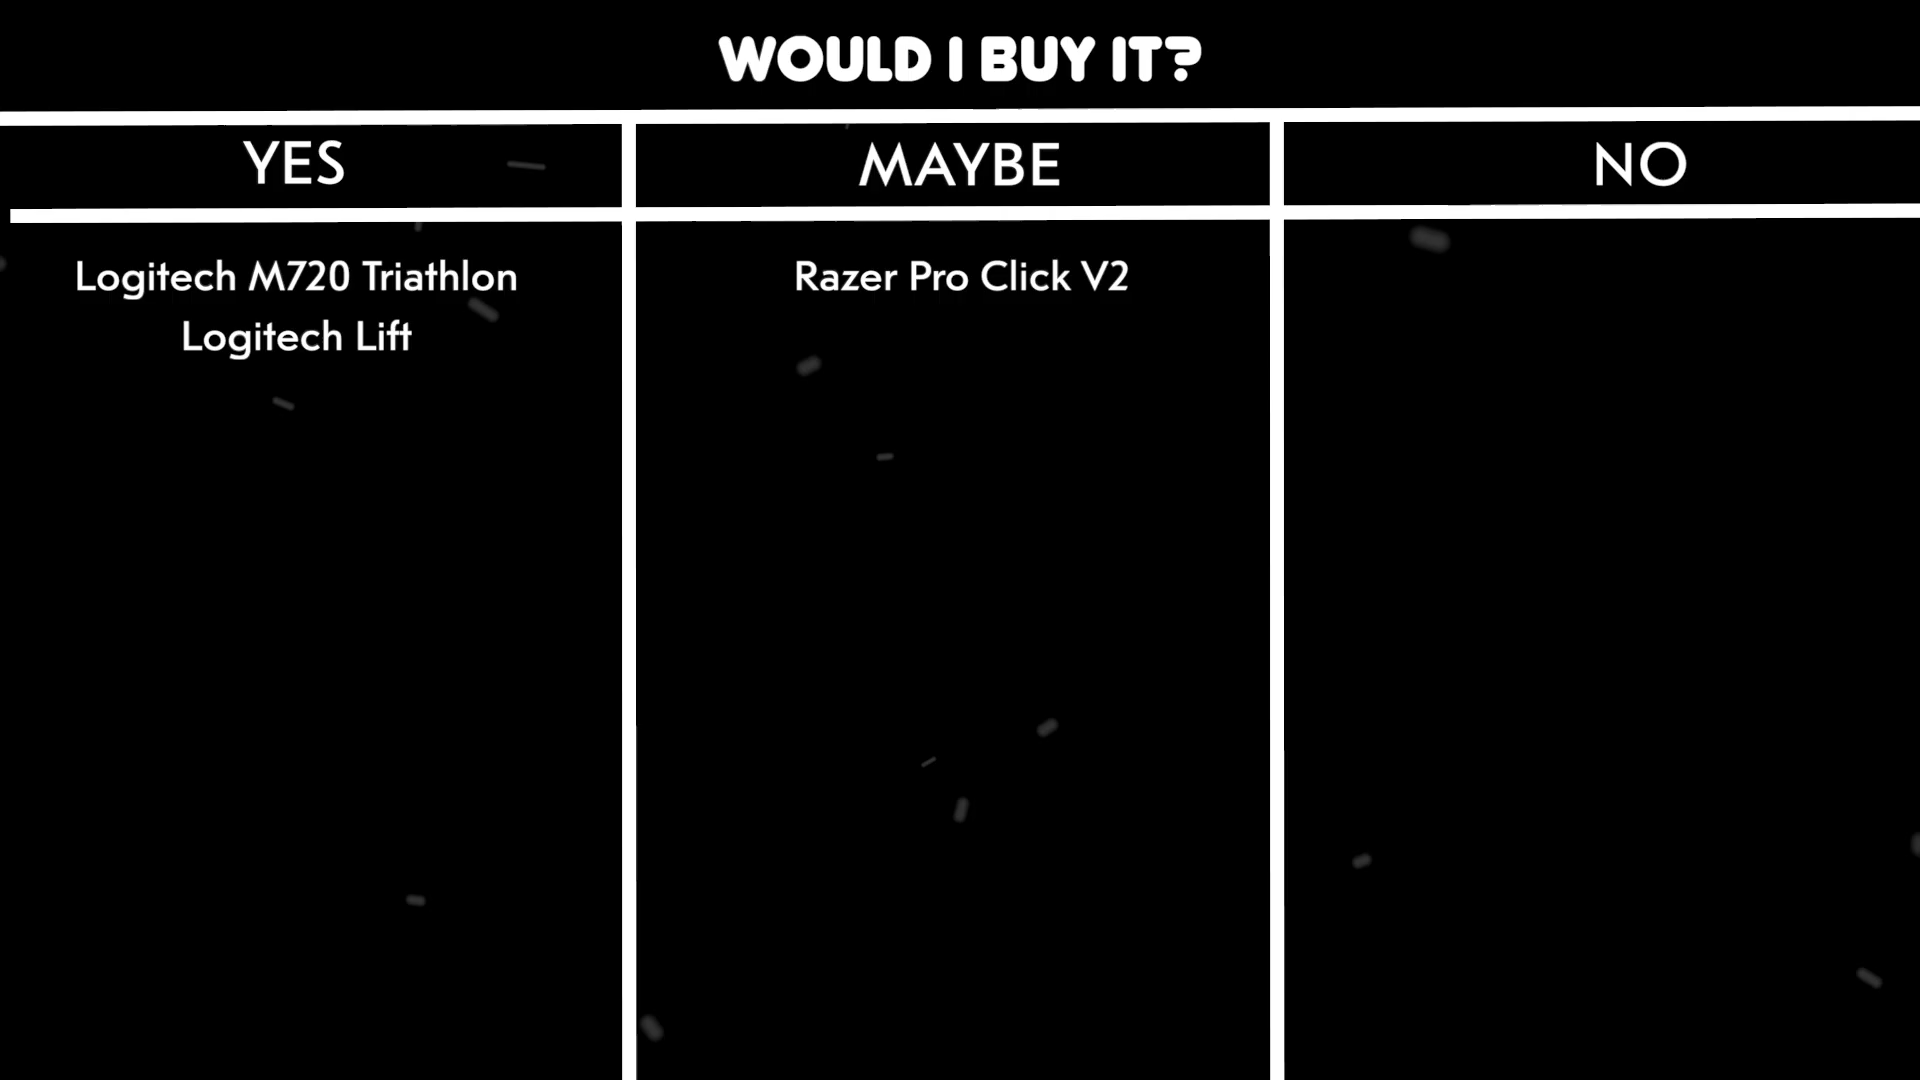 WOULD I BUY IT?
YES
MAYBE
NO
Logitech M720 Triathlon
Logitech Lift
Razer Pro Click V2